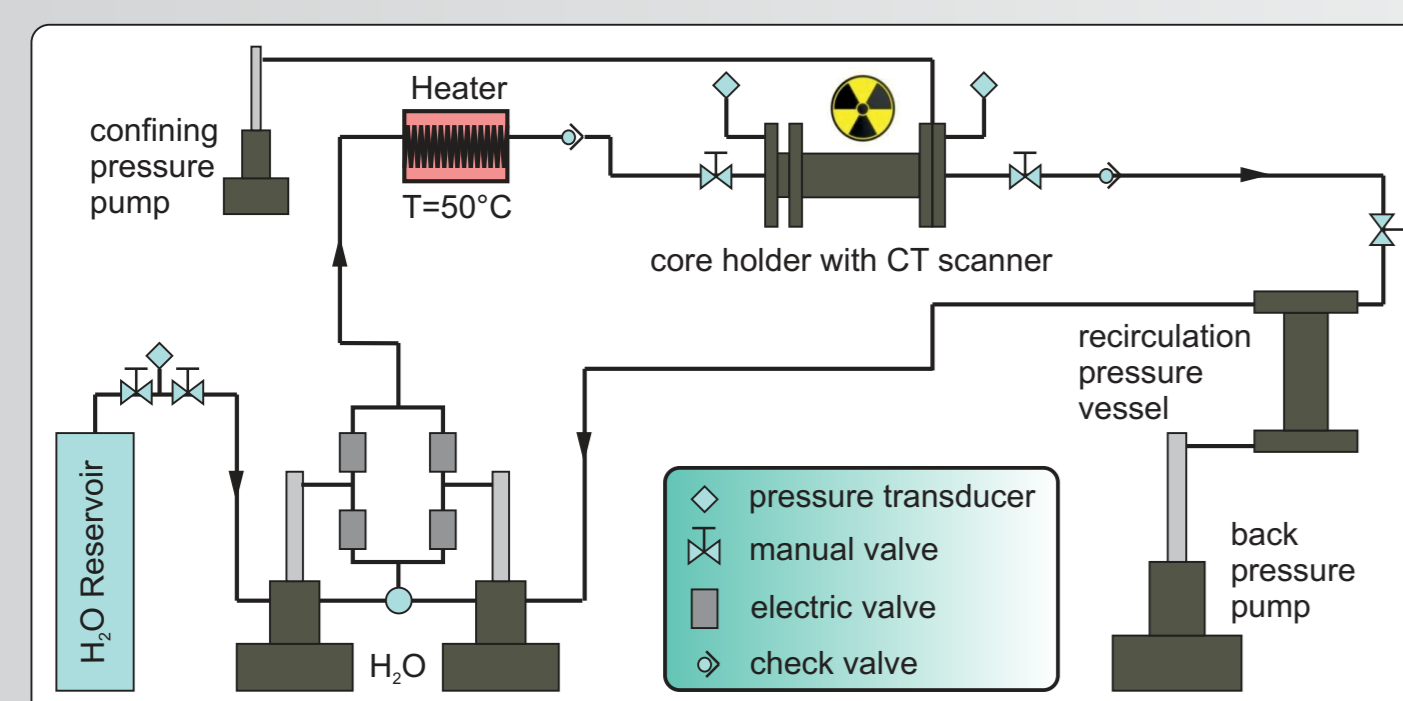 Heater
confining
pressure
pump
T=50°C
core holder with CT scanner
recirculation
pressure
vessel
H₂O Reservoir
pressure transducer
manual valve
electric valve
check valve
back
pressure
pump
H₂O